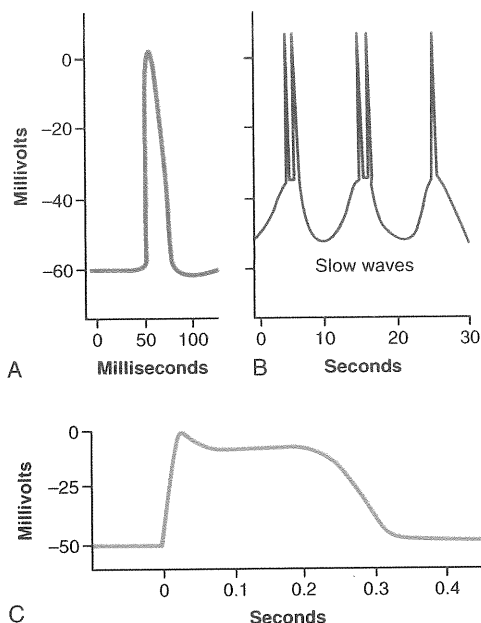 Millivolts
0
–20
–40
–60
0
50
100
Milliseconds
A
Slow waves
0
10
20
30
Seconds
B
Millivolts
0
–25
–50
0
0.1
0.2
0.3
0.4
Seconds
C